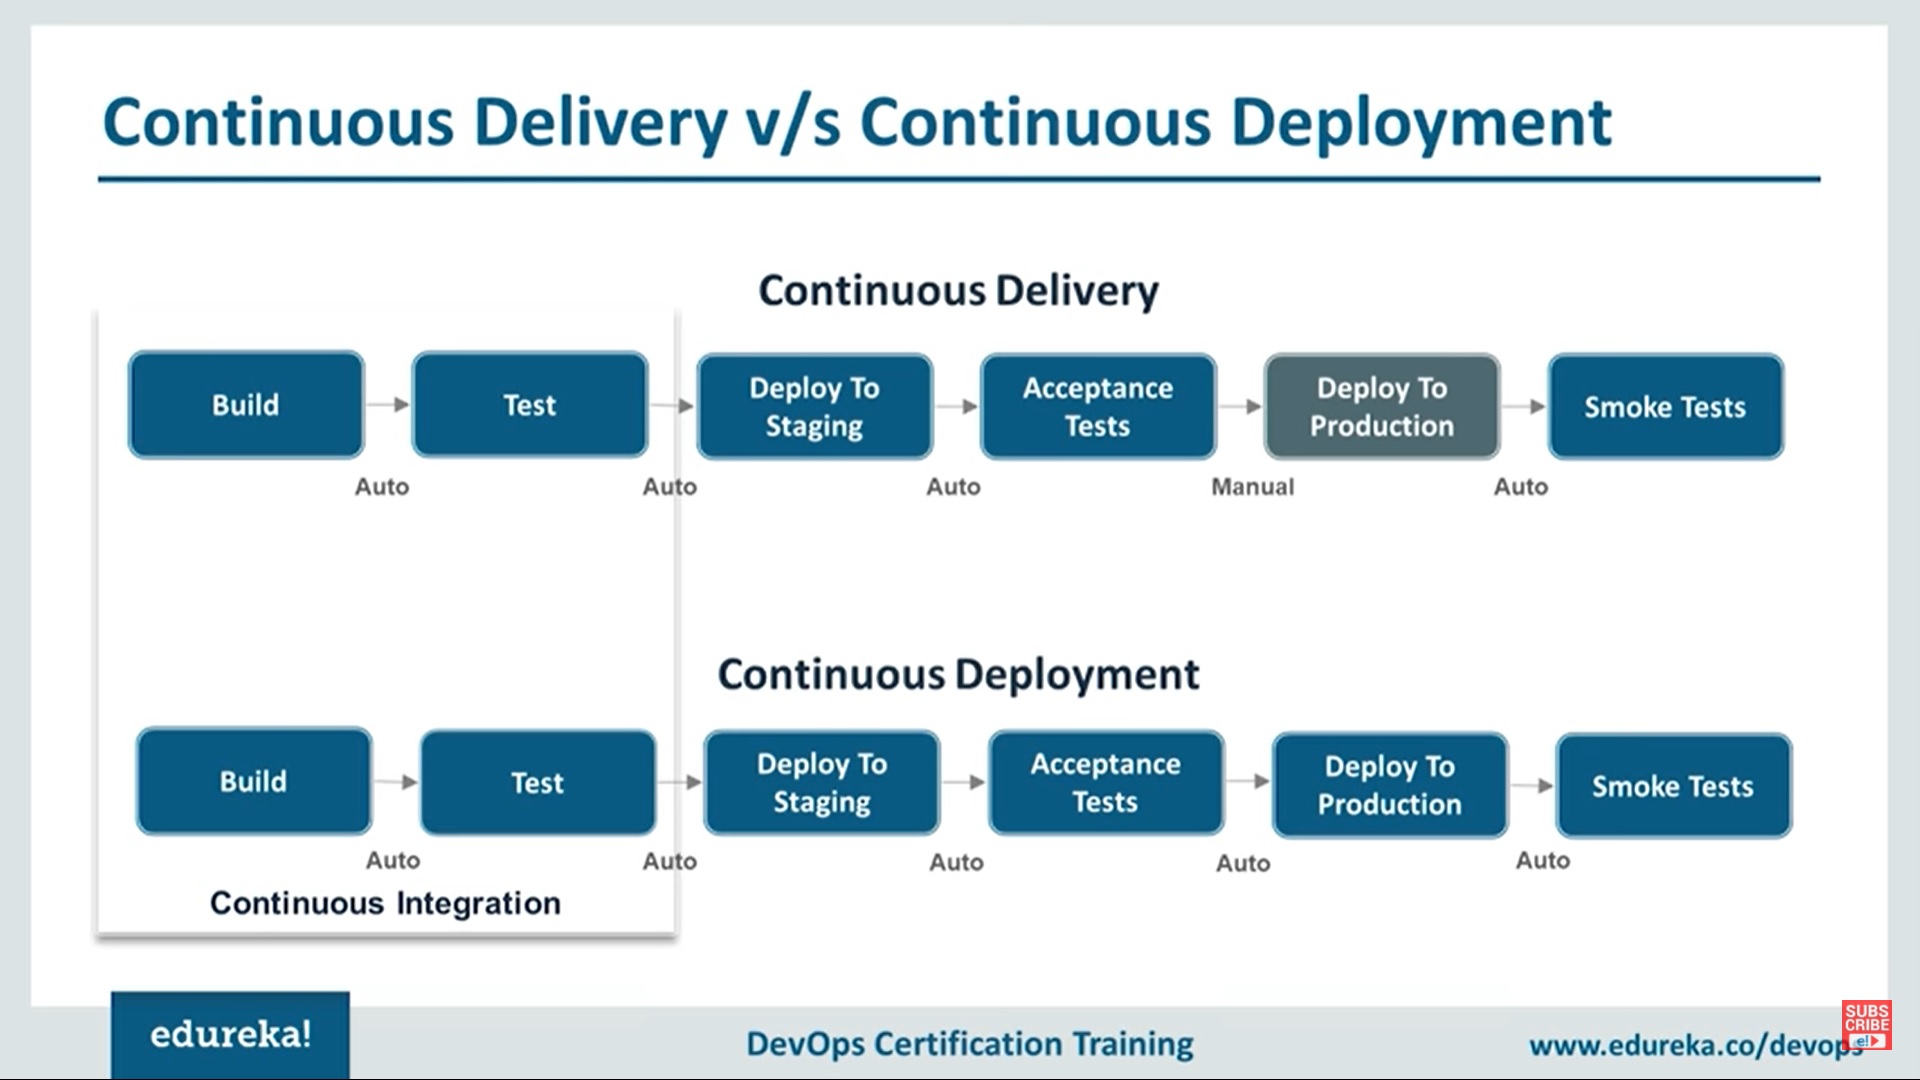 Continuous Delivery v/s Continuous Deployment
Continuous Delivery
Build
Test
Deploy To
Staging
Acceptance
Tests
Deploy To
Production
Smoke Tests
Auto
Auto
Auto
Manual
Auto
Continuous Deployment
Build
Test
Deploy To
Staging
Acceptance
Tests
Deploy To
Production
Smoke Tests
Auto
Auto
Auto
Auto
Auto
Continuous Integration
edureka!
DevOps Certification Training
www.edureka.co/devops
SUBS
CRIBE
e!